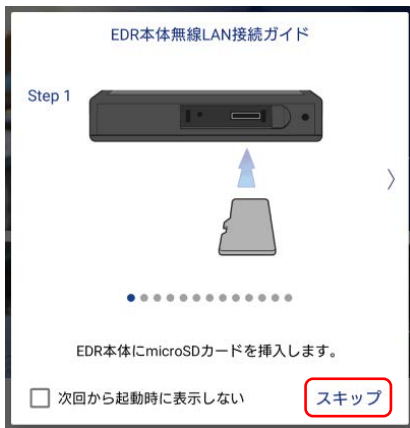 EDR本体無線LAN接続ガイド
Step 1
EDR本体にmicroSDカードを挿入します。
次回から起動時に表示しない
スキップ